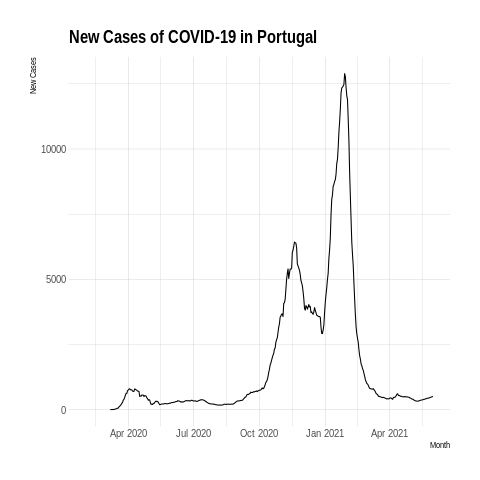 New Cases of COVID-19 in Portugal
New Cases
10000
5000
0
Apr 2020 Jul 2020 Oct 2020 Jan 2021 Apr 2021
Month